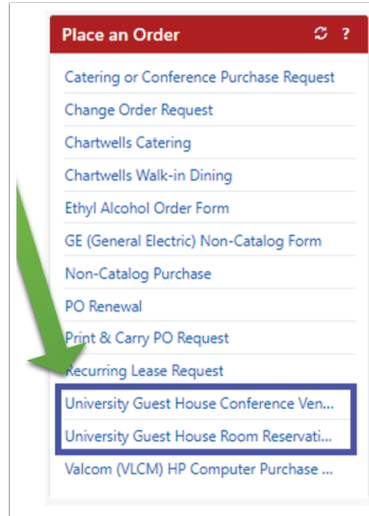 Place an Order ?
Catering or Conference Purchase Request
Change Order Request
Chartwells Catering
Chartwells Walk-in Dining
Ethyl Alcohol Order Form
GE (General Electric) Non-Catalog Form
Non-Catalog Purchase
PO Renewal
Print & Carry PO Request
Recurring Lease Request
University Guest House Conference Ven...
University Guest House Room Reservati...
Valcom (VLCM) HP Computer Purchase ...